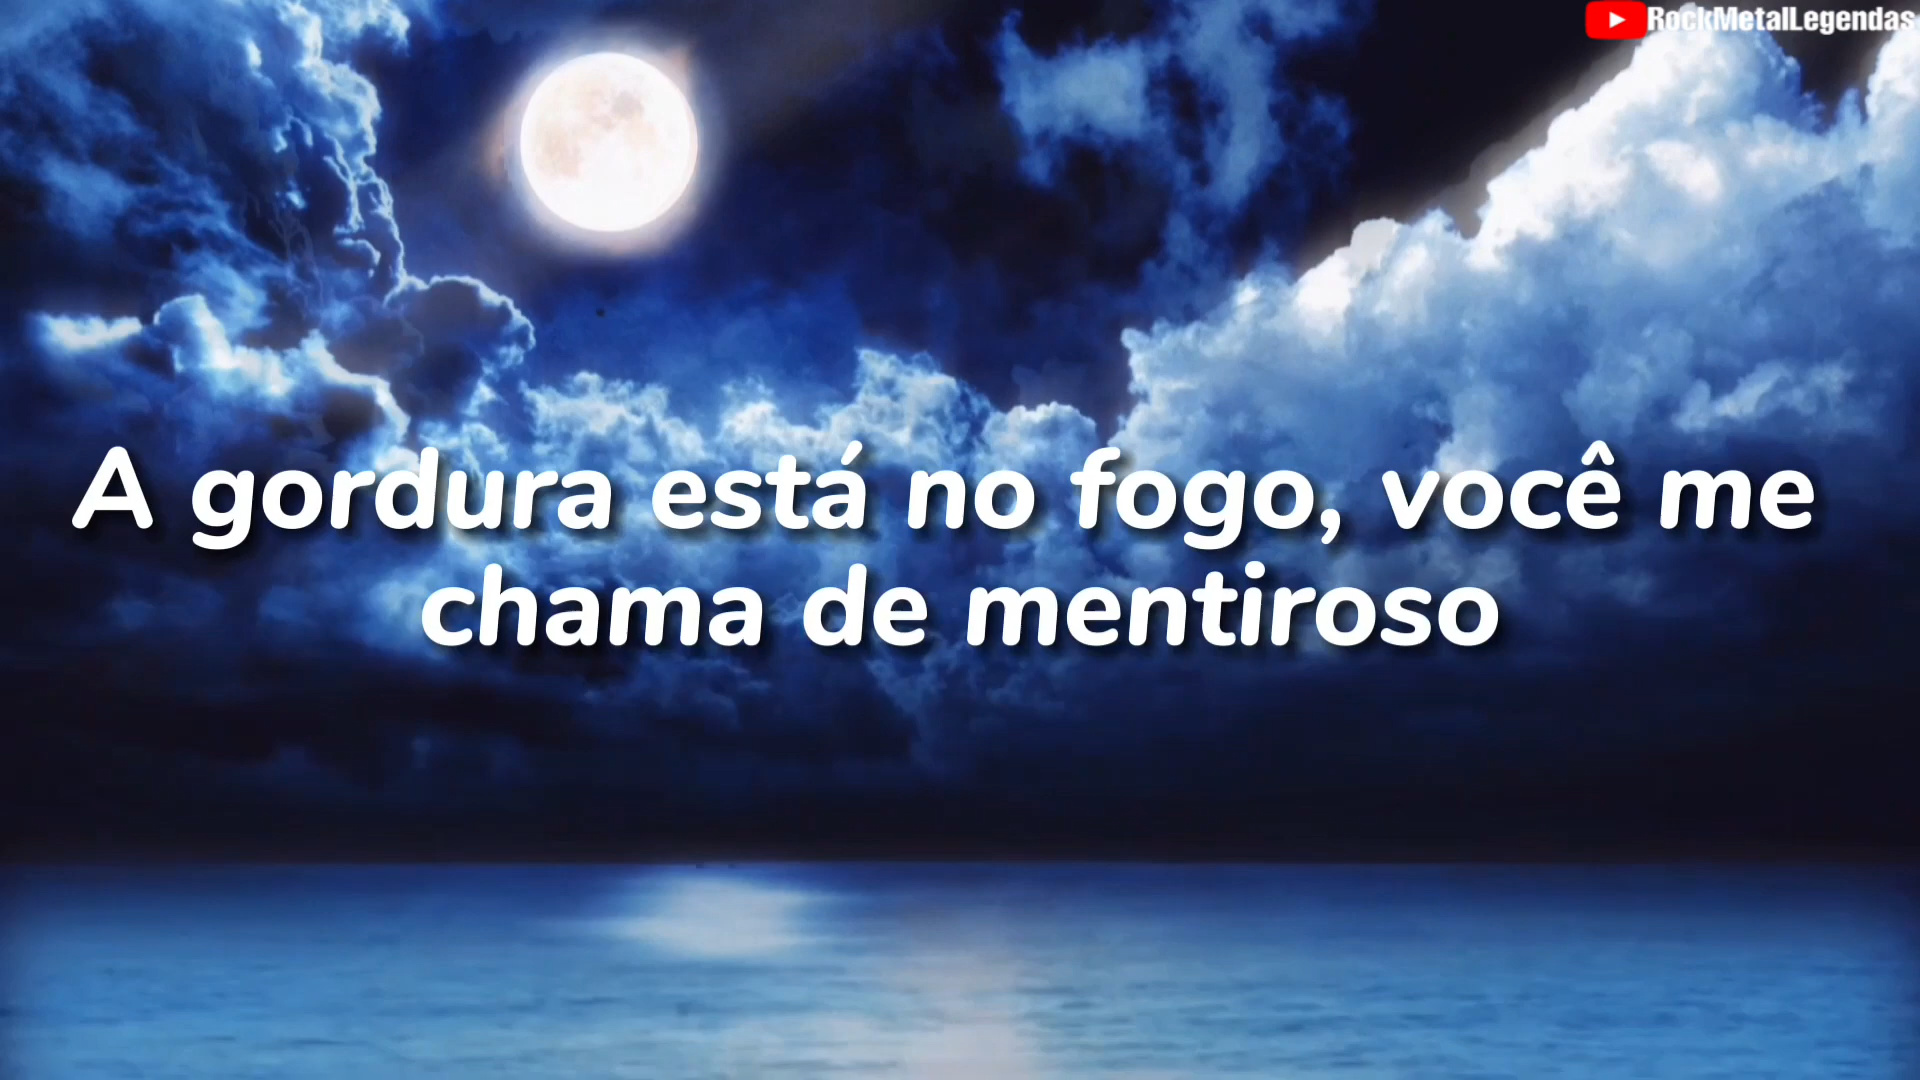 RockMetalLegendas
A gordura está no fogo, você me
chama de mentiroso